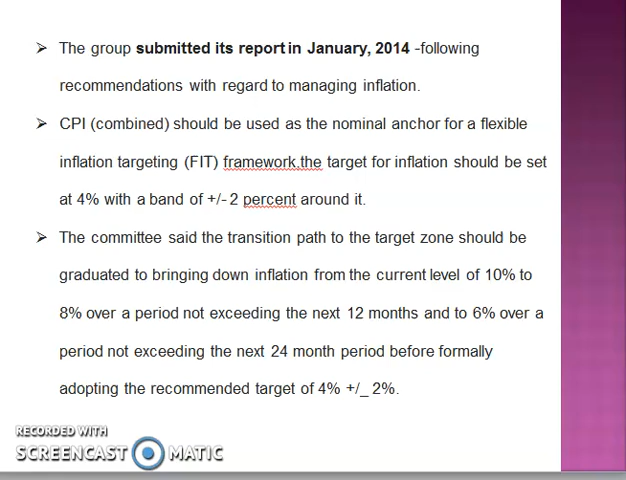 ➢ The group submitted its report in January, 2014 -following
recommendations with regard to managing inflation.
➢ CPI (combined) should be used as the nominal anchor for a flexible
inflation targeting (FIT) framework,the target for inflation should be set
at 4% with a band of +/- 2 percent around it.
➢ The committee said the transition path to the target zone should be
graduated to bringing down inflation from the current level of 10% to
8% over a period not exceeding the next 12 months and to 6% over a
period not exceeding the next 24 month period before formally
adopting the recommended target of 4% +/_ 2%.
RECORDED WITH
SCREENCAST MATIC